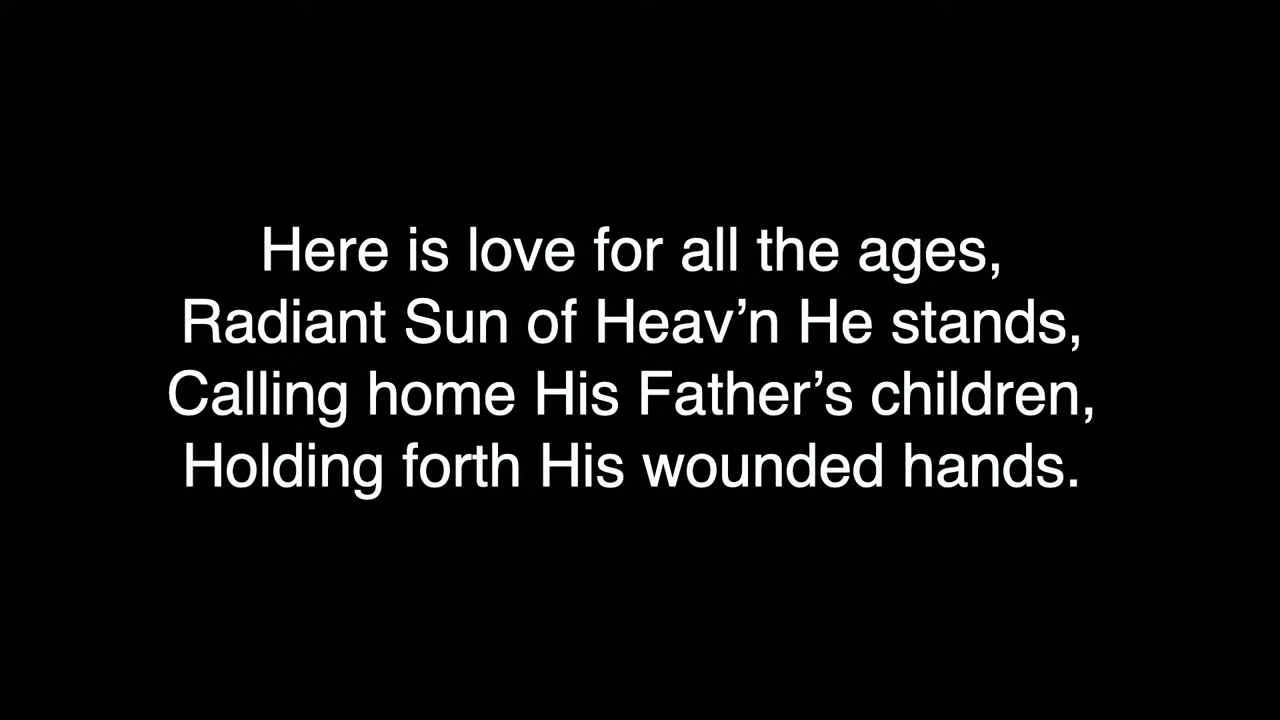 Here is love for all the ages,
Radiant Sun of Heav’n He stands,
Calling home His Father’s children,
Holding forth His wounded hands.